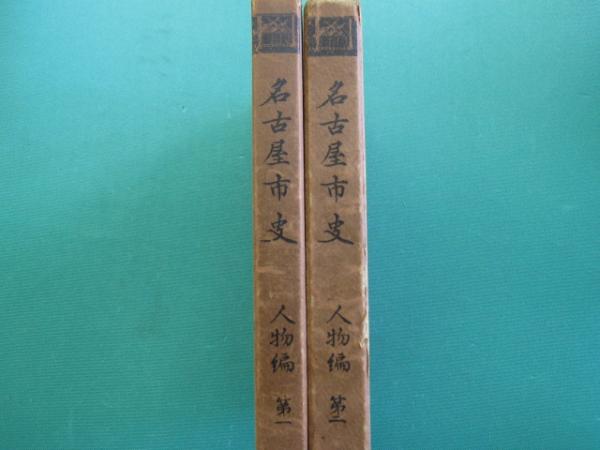 名古屋市史
人物編
第一
名古屋市史
人物編
第二